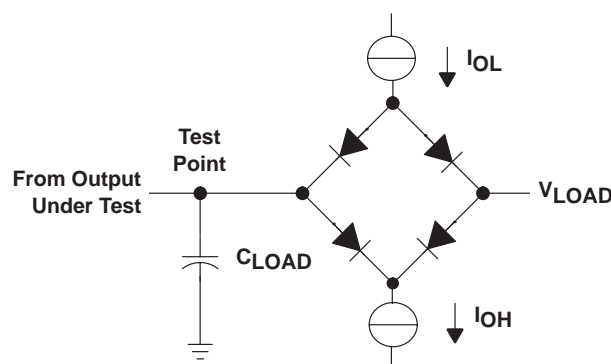 IOL
Test
Point
From Output
Under Test
VLOAD
CLOAD
IOH